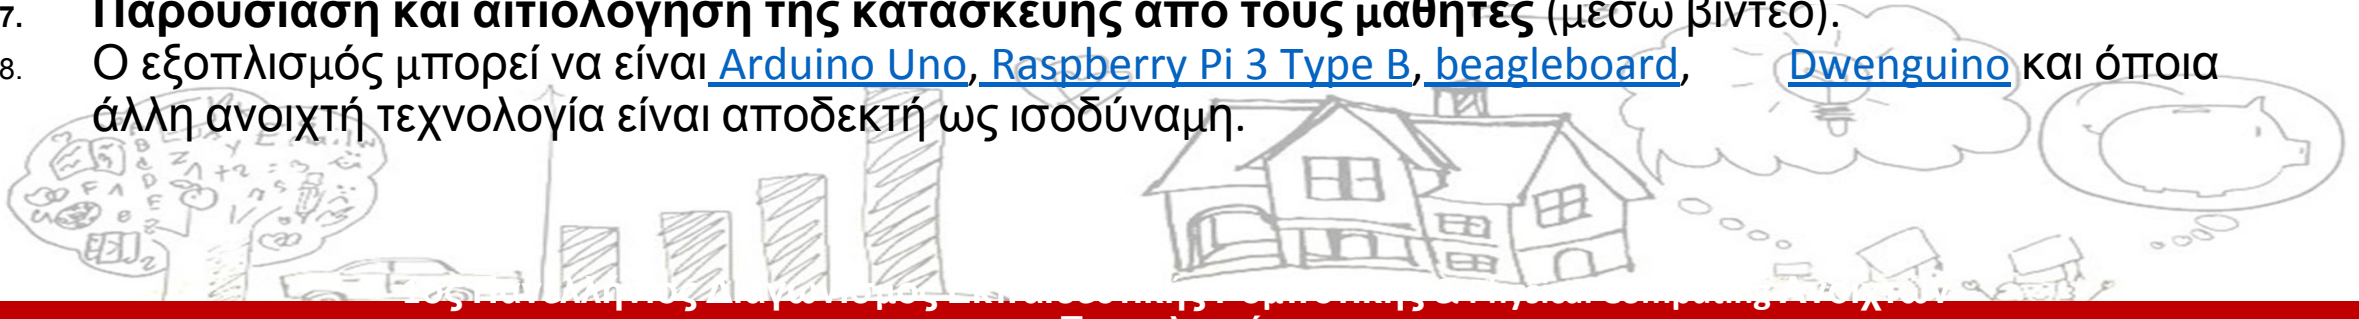 7. Παρουσίαση και αιτιολόγηση της κατασκευής από τους μαθητές (μέσω βίντεο).
8. Ο εξοπλισμός μπορεί να είναι Arduino Uno, Raspberry Pi 3 Type B, beagleboard, Dwenguino και όποια
άλλη ανοιχτή τεχνολογία είναι αποδεκτή ως ισοδύναμη.